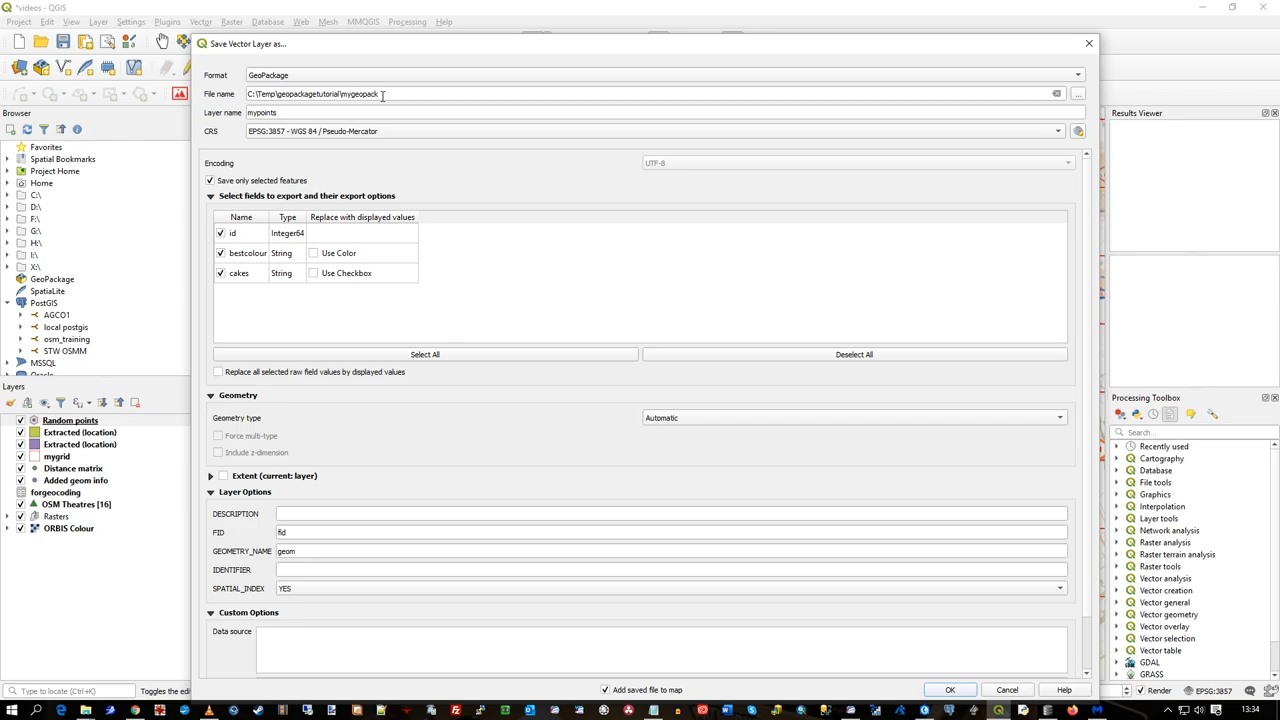 *videos - QGIS
Project Edit View Layer Settings Plugins Vector Raster Database Web Mesh MMQGIS Processing Help
Save Vector Layer as...
Format GeoPackage
File name C:\Temp\geopackagetutorial\mygeopack
Layer name mypoints
CRS EPSG:3857 - WGS 84 / Pseudo-Mercator
Encoding UTF-8
Save only selected features
Select fields to export and their export options
Name Type Replace with displayed values
id Integer64
bestcolour String Use Color
cakes String Use Checkbox
Select All Deselect All
Replace all selected raw field values by displayed values
Geometry
Geometry type Automatic
Force multi-type
Include z-dimension
Extent (current: layer)
Layer Options
DESCRIPTION
FID fid
GEOMETRY_NAME geom
IDENTIFIER
SPATIAL_INDEX YES
Custom Options
Data source
Add saved file to map
OK Cancel Help
Browser
Favorites
Spatial Bookmarks
Project Home
Home
C:\
D:\
F:\
G:\
H:\
I:\
X:\
GeoPackage
SpatiaLite
PostGIS
AGCO1
local postgis
osm_training
STW OSMM
MSSQL
Oracle
Layers
Random points
Extracted (location)
Extracted (location)
mygrid
Distance matrix
Added geom info
forgeocoding
OSM Theatres [16]
Rasters
ORBIS Colour
Results Viewer
Processing Toolbox
Search...
Recently used
Cartography
Database
File tools
Graphics
Interpolation
Layer tools
Network analysis
Raster analysis
Raster terrain analysis
Raster tools
Vector analysis
Vector creation
Vector general
Vector geometry
Vector overlay
Vector selection
Vector table
GDAL
GRASS
Type to locate (Ctrl+K) Toggles the edi
Render EPSG:3857
13:34